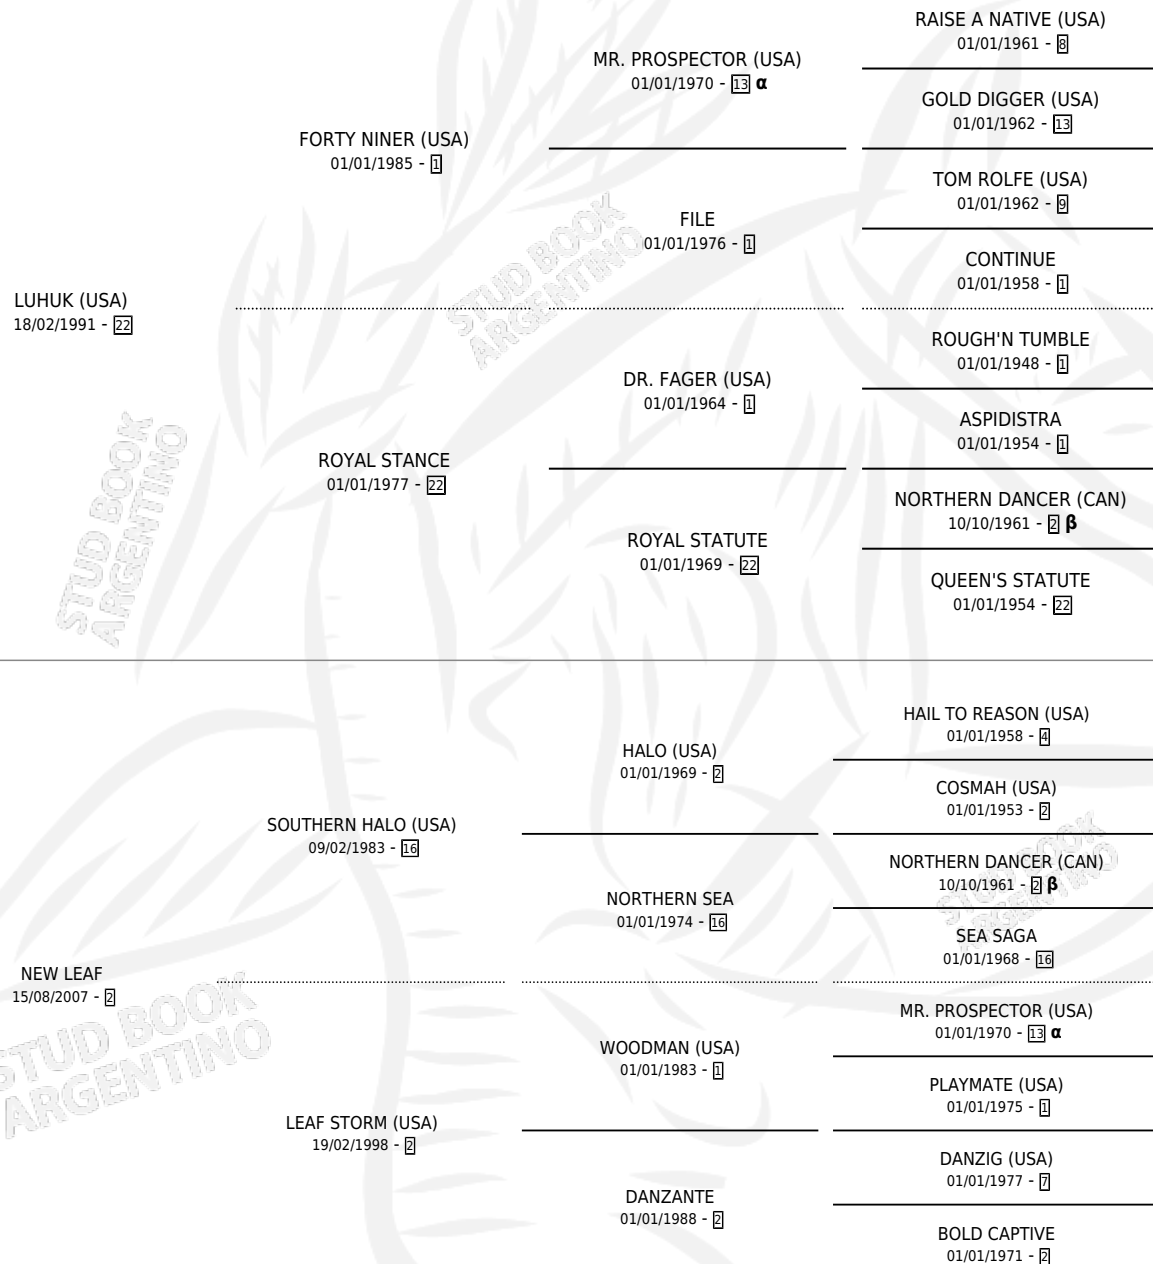 RAISE A NATIVE (USA)
01/01/1961 - 8
MR. PROSPECTOR (USA)
01/01/1970 - 13 α
GOLD DIGGER (USA)
01/01/1962 - 13
FORTY NINER (USA)
01/01/1985 - 1
TOM ROLFE (USA)
01/01/1962 - 9
FILE
01/01/1976 - 1
CONTINUE
01/01/1958 - 1
LUHUK (USA)
18/02/1991 - 22
ROUGH'N TUMBLE
01/01/1948 - 1
DR. FAGER (USA)
01/01/1964 - 1
ASPIDISTRA
01/01/1954 - 1
ROYAL STANCE
01/01/1977 - 22
NORTHERN DANCER (CAN)
10/10/1961 - 2 β
ROYAL STATUTE
01/01/1969 - 22
QUEEN'S STATUTE
01/01/1954 - 22
HAIL TO REASON (USA)
01/01/1958 - 4
HALO (USA)
01/01/1969 - 2
COSMAH (USA)
01/01/1953 - 2
SOUTHERN HALO (USA)
09/02/1983 - 16
NORTHERN DANCER (CAN)
10/10/1961 - 2 β
NORTHERN SEA
01/01/1974 - 16
SEA SAGA
01/01/1968 - 16
NEW LEAF
15/08/2007 - 2
MR. PROSPECTOR (USA)
01/01/1970 - 13 α
WOODMAN (USA)
01/01/1983 - 1
PLAYMATE (USA)
01/01/1975 - 1
LEAF STORM (USA)
19/02/1998 - 2
DANZIG (USA)
01/01/1977 - 7
DANZANTE
01/01/1988 - 2
BOLD CAPTIVE
01/01/1971 - 2
STUD BOOK
ARGENTINO
STUD BOOK
ARGENTINO
STUD BOOK
ARGENTINO
STUD BOOK
ARGENTINO